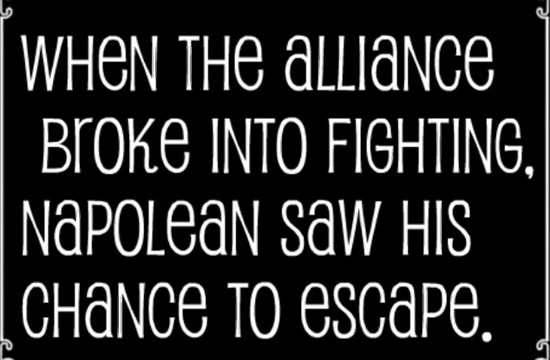 WHEN THE ALLIANCE
BROKE INTO FIGHTING,
NAPOLEAN SAW HIS
CHANCE TO ESCAPE.